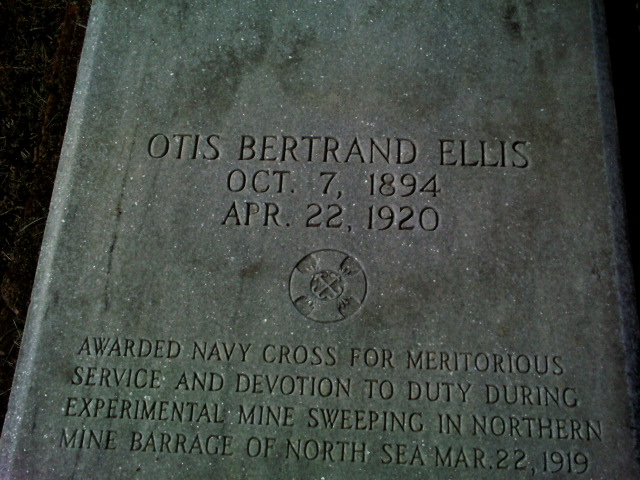 OTIS BERTRAND ELLIS
OCT. 7, 1894
APR. 22, 1920
AWARDED NAVY CROSS FOR MERITORIOUS
SERVICE AND DEVOTION TO DUTY DURING
EXPERIMENTAL MINE SWEEPING IN NORTHERN
MINE BARRAGE OF NORTH SEA MAR. 22, 1919